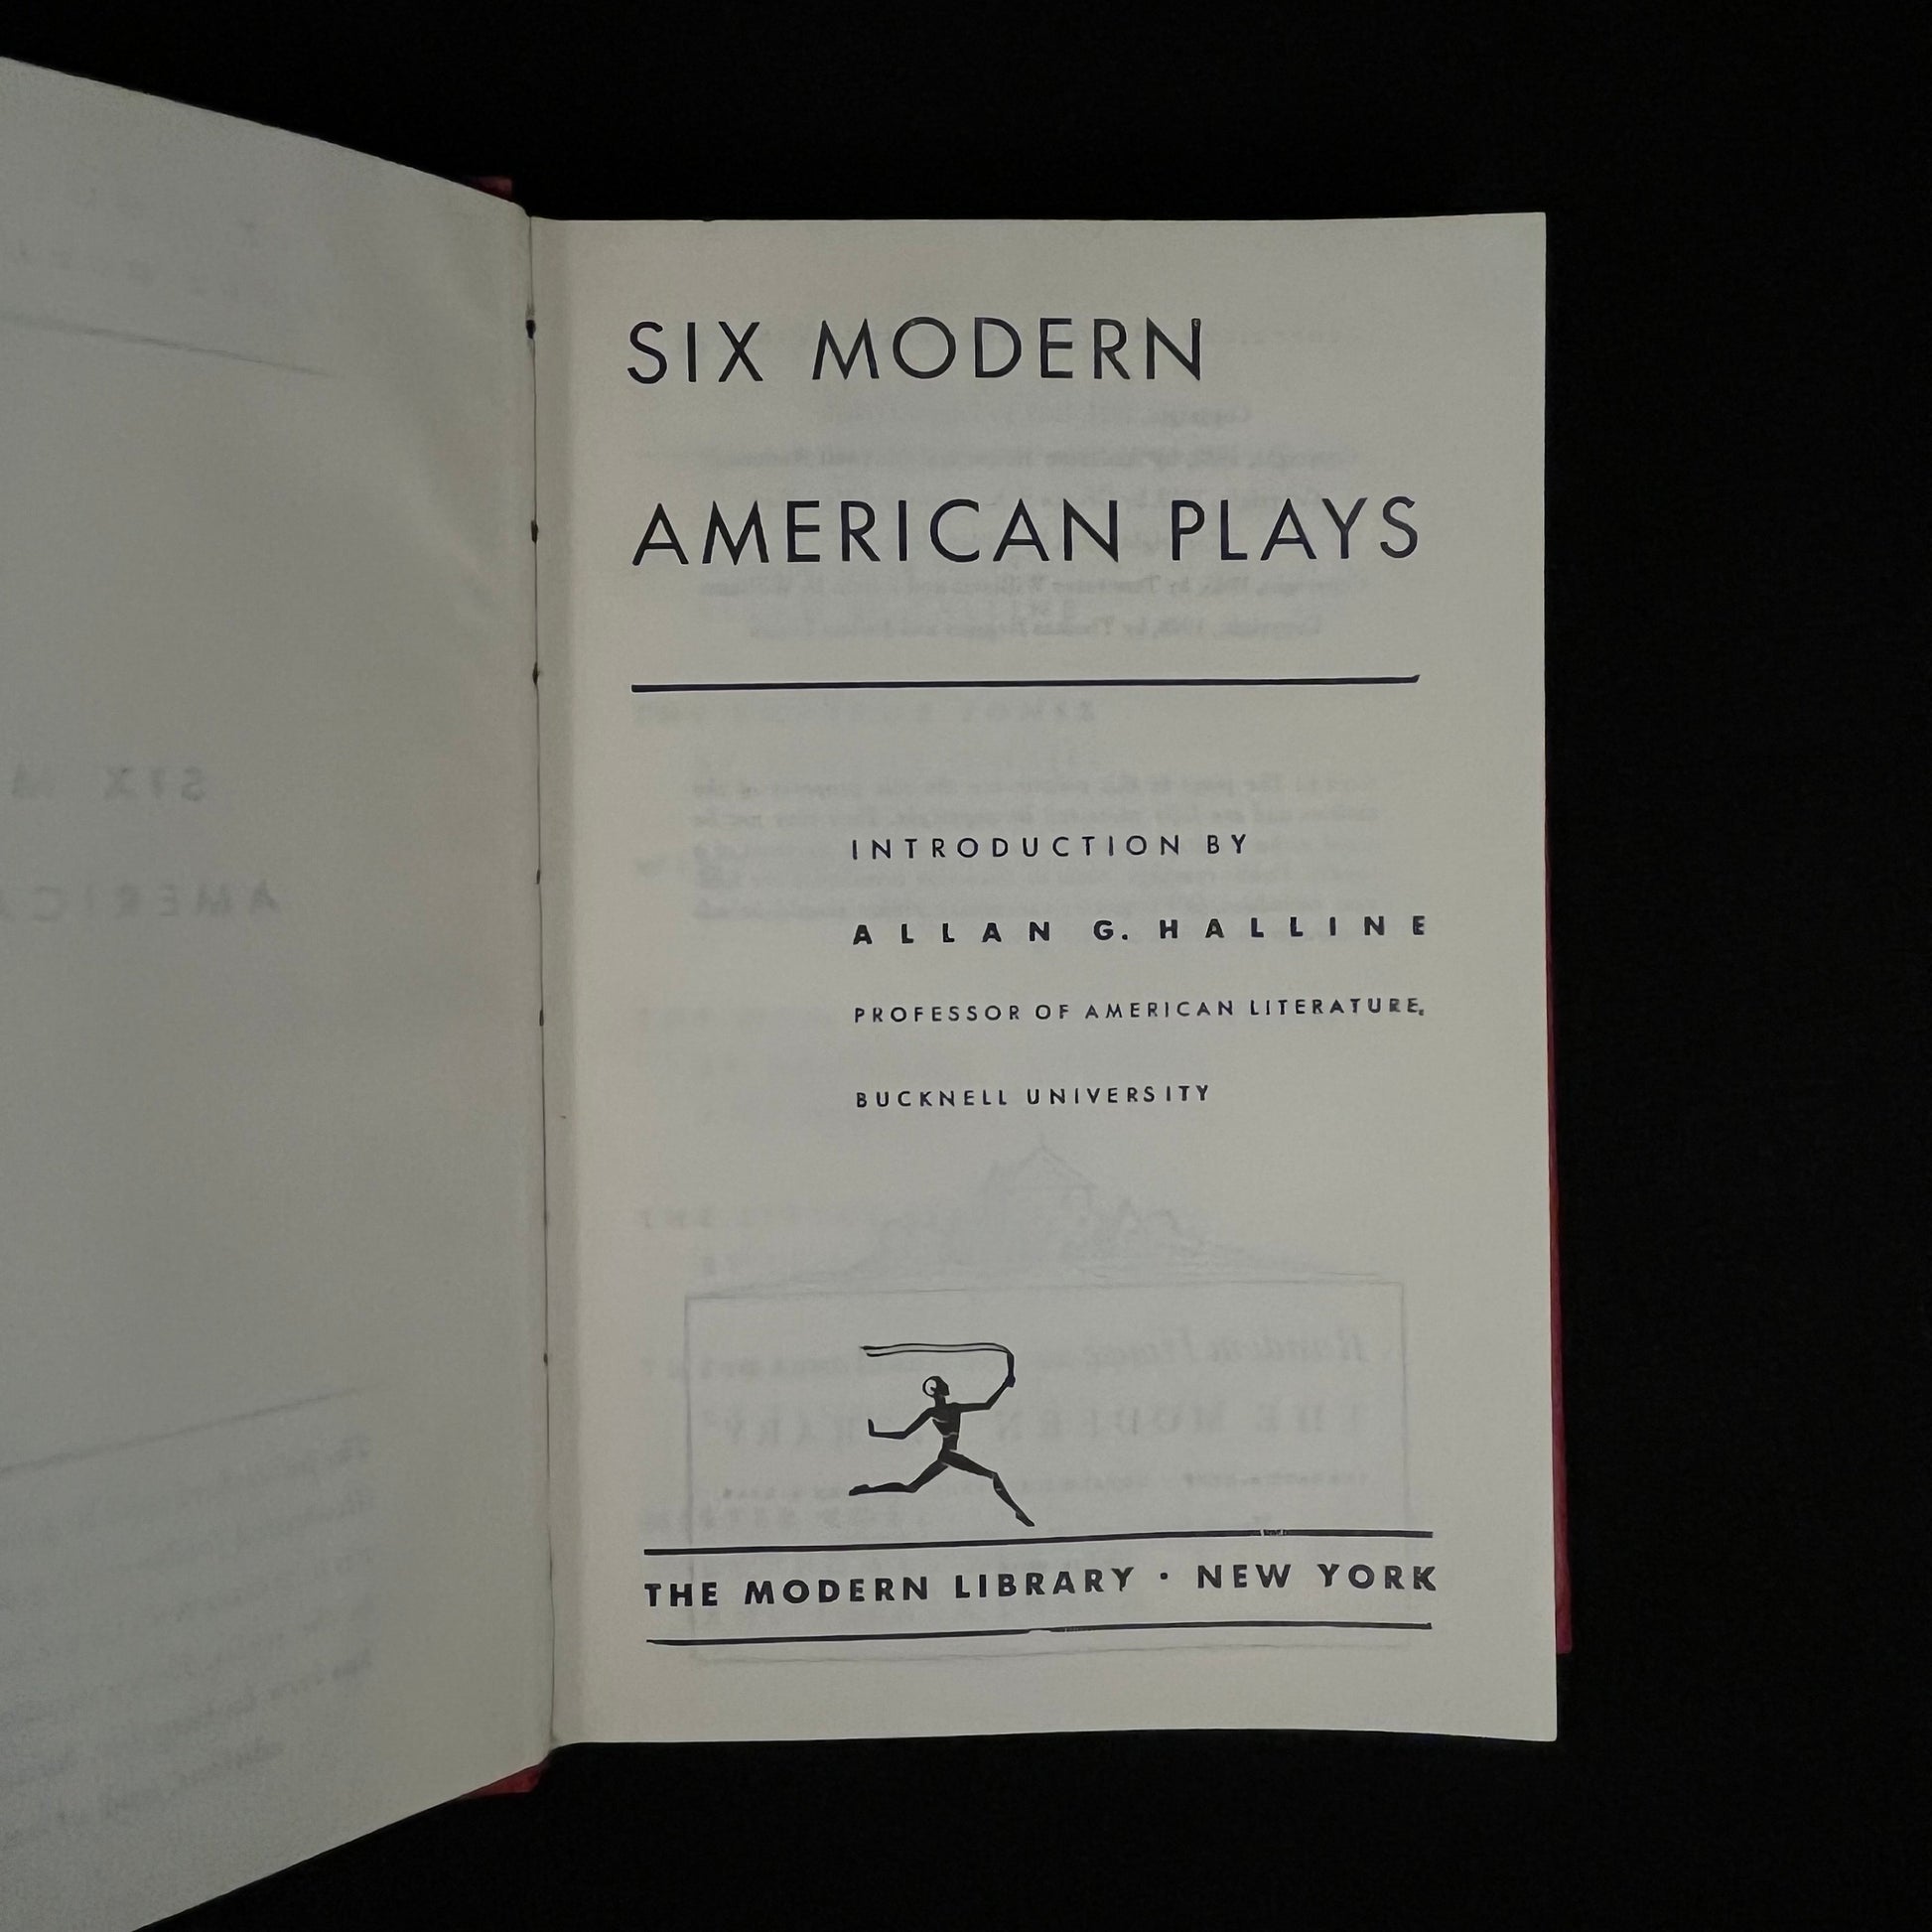 SIX MODERN
AMERICAN PLAYS
INTRODUCTION BY
ALLAN G. HALLINE
PROFESSOR OF AMERICAN LITERATURE,
BUCKNELL UNIVERSITY
THE MODERN LIBRARY · NEW YORK